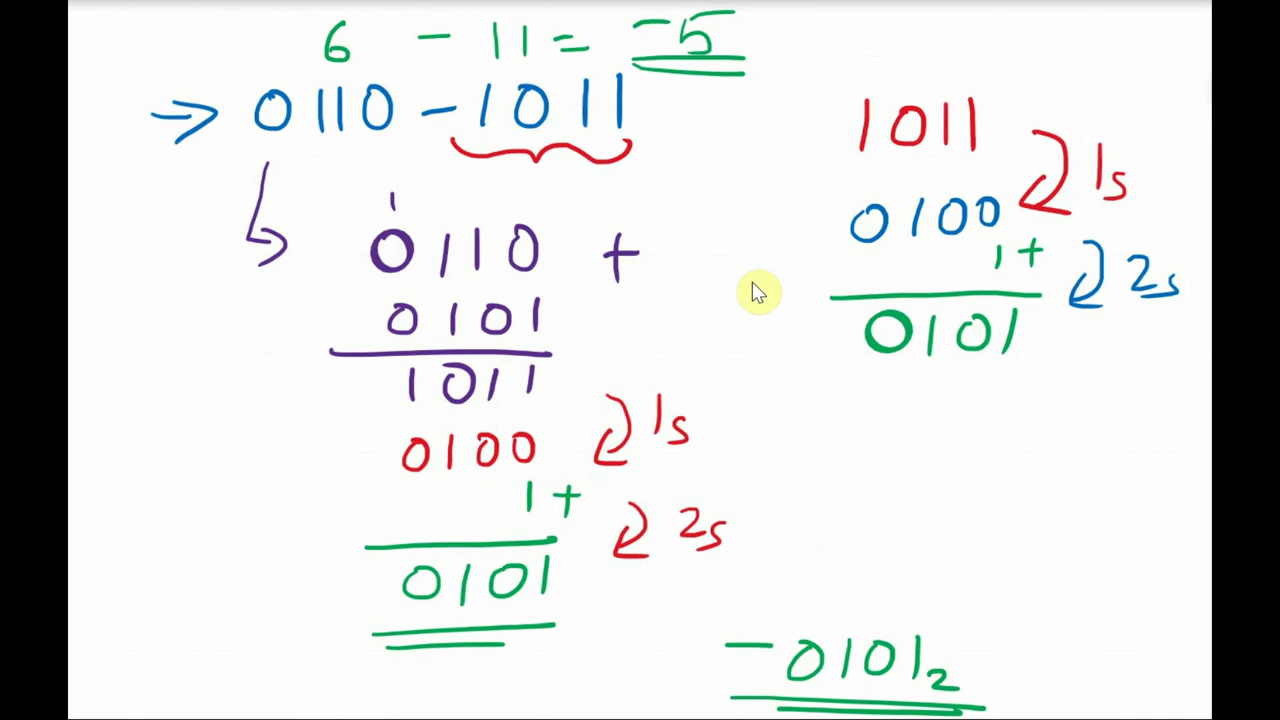 6 - 11 = -5
→ 0110 - 1011
1
0110 +
0101
1011
0100 1s
1 +
0101 2s
1011
0100 1s
1 + 2s
0101
-0101₂